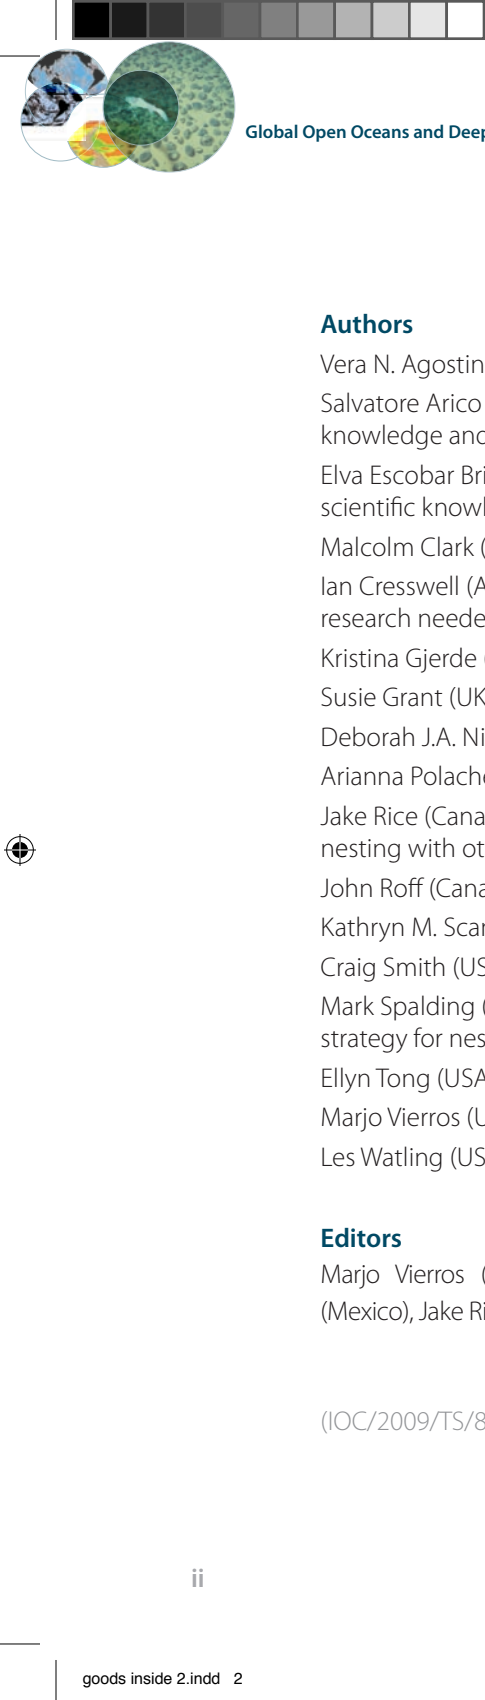 Global Open Oceans and Deep
Authors
Vera N. Agostin
Salvatore Arico
knowledge and
Elva Escobar Bri
scientific knowl
Malcolm Clark (
Ian Cresswell (A
research neede
Kristina Gjerde (
Susie Grant (UK
Deborah J.A. Ni
Arianna Polache
Jake Rice (Cana
nesting with ot
John Roff (Cana
Kathryn M. Scan
Craig Smith (US
Mark Spalding (
strategy for nes
Ellyn Tong (USA
Marjo Vierros (U
Les Watling (US
Editors
Marjo Vierros (
(Mexico), Jake Ri
(IOC/2009/TS/8
ii
goods inside 2.indd 2